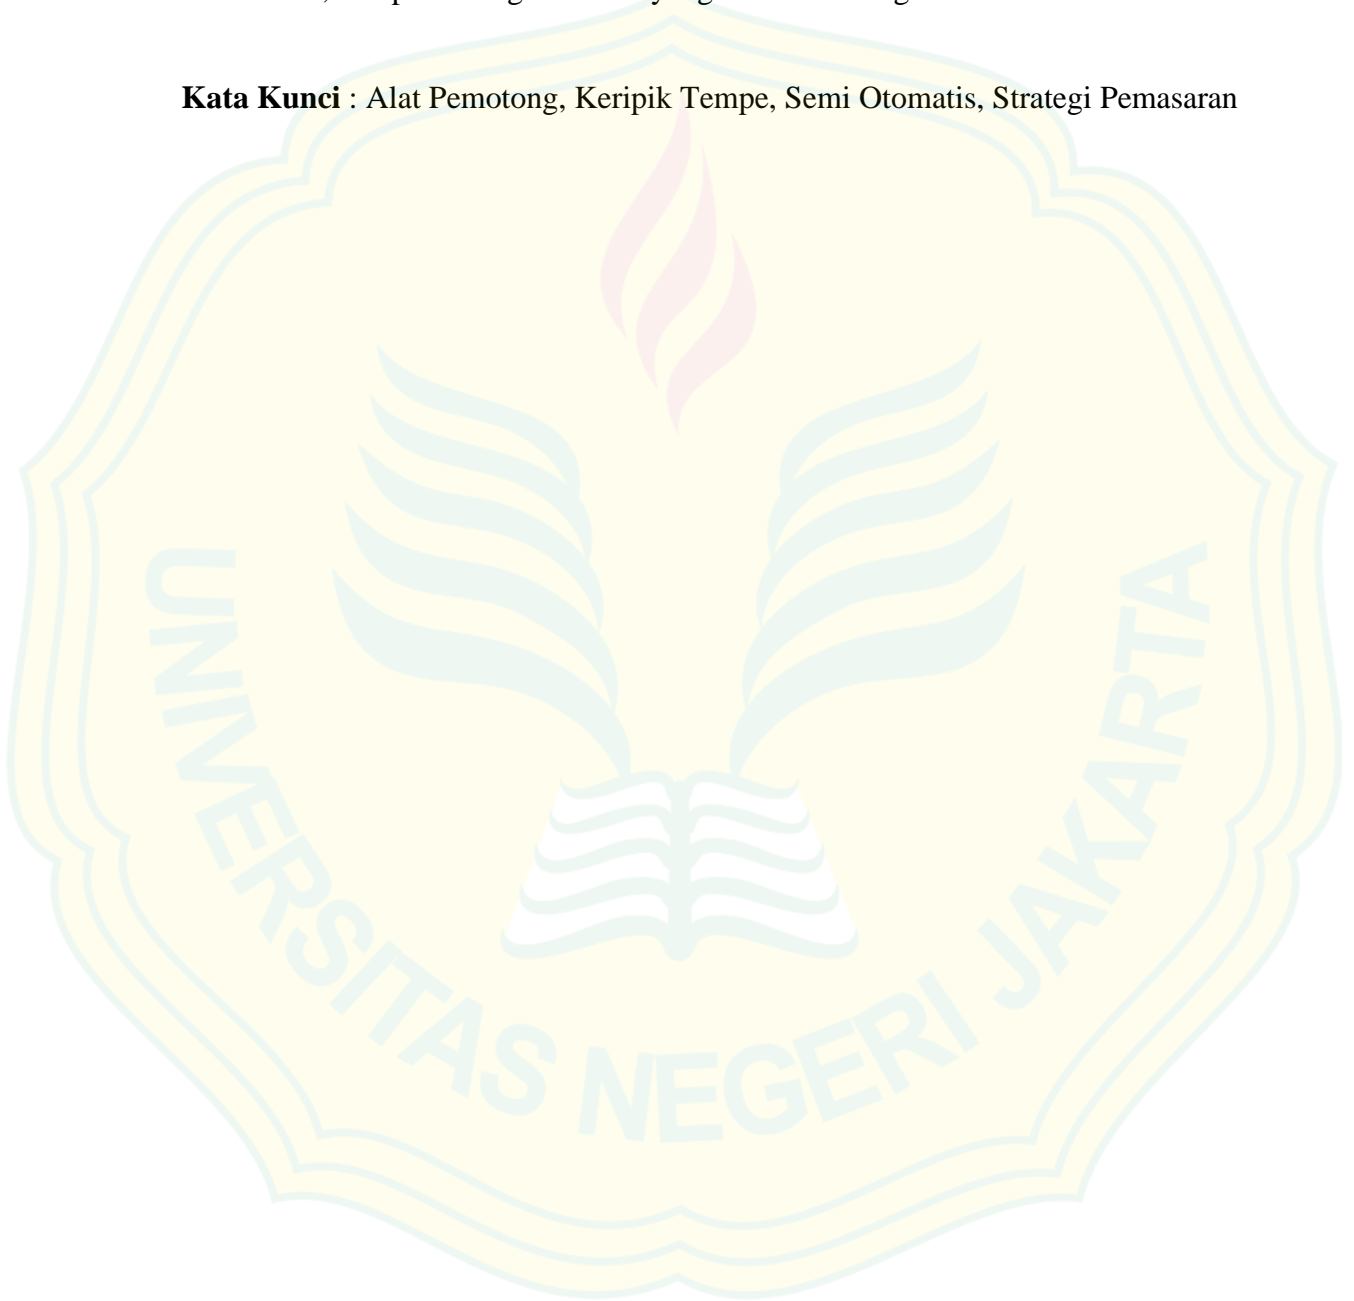 Kata Kunci : Alat Pemotong, Keripik Tempe, Semi Otomatis, Strategi Pemasaran
UNIVERSITAS NEGERI JAKARTA